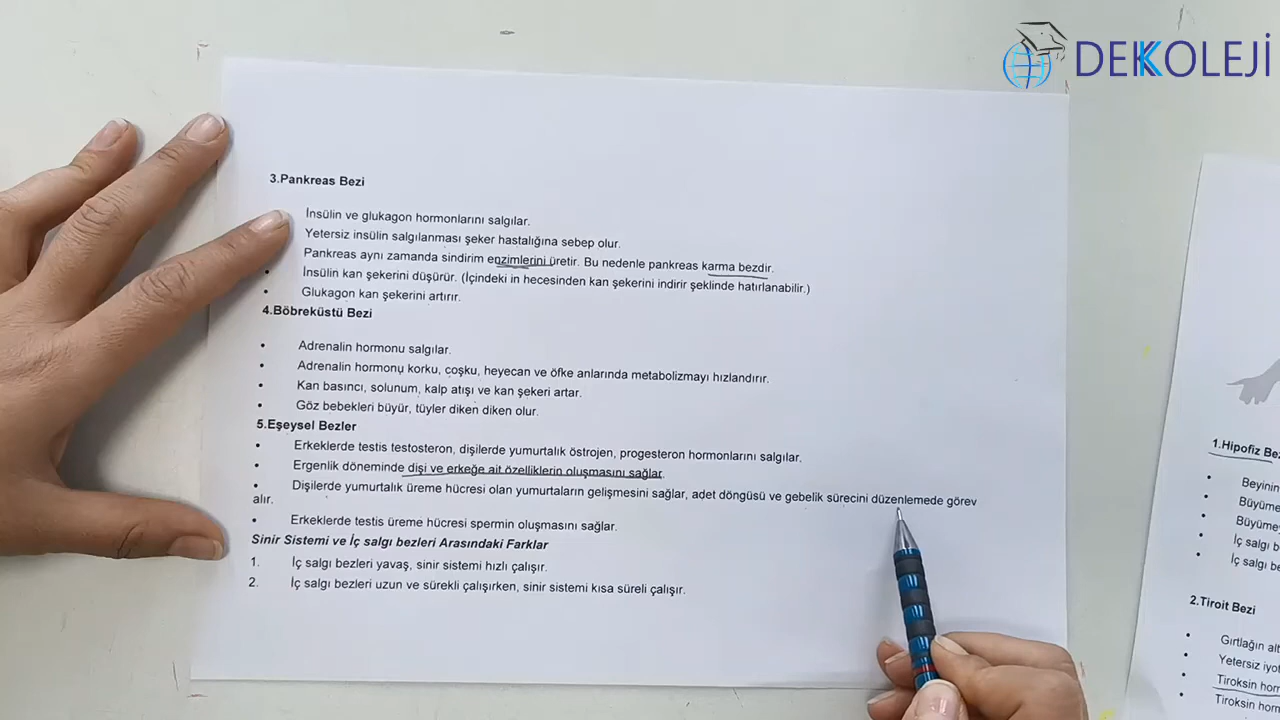 DEKKOLEJİ
3.Pankreas Bezi
İnsülin ve glukagon hormonlarını salgılar.
Yetersiz insülin salgılanması şeker hastalığına sebep olur.
Pankreas aynı zamanda sindirim enzimlerini üretir. Bu nedenle pankreas karma bezdir.
• İnsülin kan şekerini düşürür. (İçindeki in hecesinden kan şekerini indirir şeklinde hatırlanabilir.)
• Glukagon kan şekerini artırır.
4.Böbreküstü Bezi
• Adrenalin hormonu salgılar.
• Adrenalin hormonu korku, coşku, heyecan ve öfke anlarında metabolizmayı hızlandırır.
• Kan basıncı, solunum, kalp atışı ve kan şekeri artar.
• Göz bebekleri büyür, tüyler diken diken olur.
5.Eşeysel Bezler
• Erkeklerde testis testosteron, dişilerde yumurtalık östrojen, progesteron hormonlarını salgılar.
• Ergenlik döneminde dişi ve erkeğe ait özelliklerin oluşmasını sağlar.
• Dişilerde yumurtalık üreme hücresi olan yumurtaların gelişmesini sağlar, adet döngüsü ve gebelik sürecini düzenlemede görev
alır.
• Erkeklerde testis üreme hücresi spermin oluşmasını sağlar.
Sinir Sistemi ve İç salgı bezleri Arasındaki Farklar
1. İç salgı bezleri yavaş, sinir sistemi hızlı çalışır.
2. İç salgı bezleri uzun ve sürekli çalışırken, sinir sistemi kısa süreli çalışır.
1.Hipofiz
• Beyinin
•
•
• İç salgı
• İç salgı
2.Tiroit Bezi
• Gırtlağın
• Yetersiz
• Tiroksin
• Tiroksin